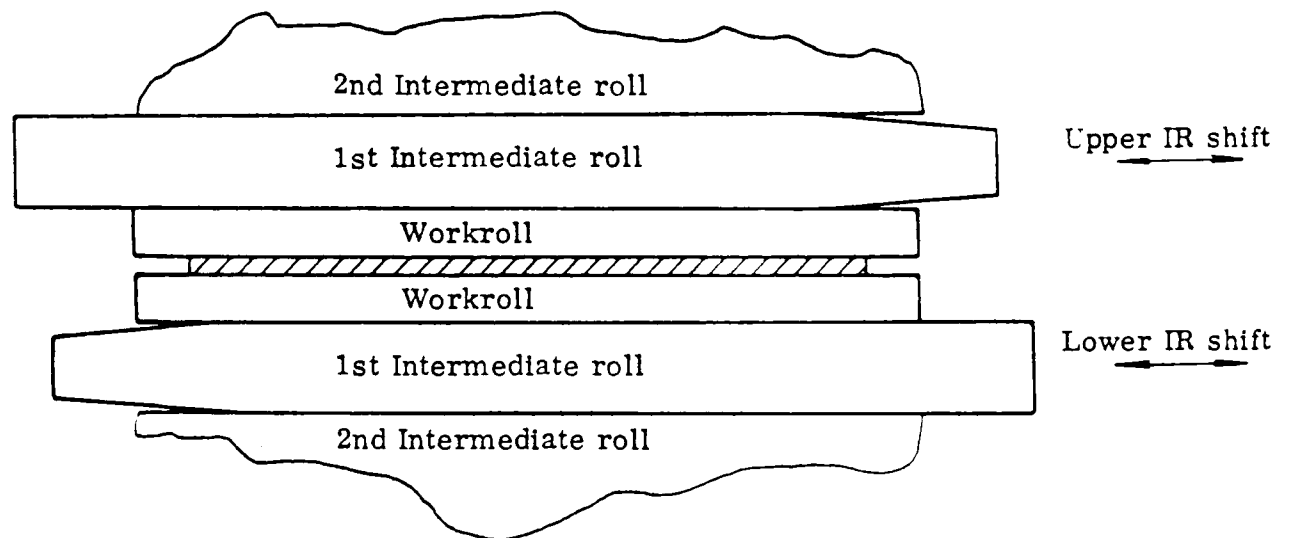 2nd Intermediate roll
1st Intermediate roll
Upper IR shift
Workroll
Workroll
1st Intermediate roll
Lower IR shift
2nd Intermediate roll